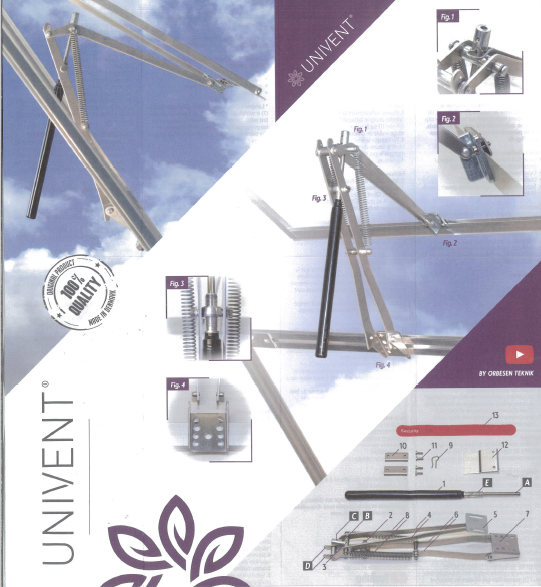 UNIVENT®
Fig.1
Fig.2
Fig.1
Fig. 3
Fig.2
Fig. 4
ORIGINAL PRODUCT
100%
QUALITY
MADE IN DENMARK
Fig.3
Fig.4
BY ORBESEN TEKNIK
UNIVENT®
13
10
11
9
12
1
E
A
C
B
2
8
4
6
5
7
D
3